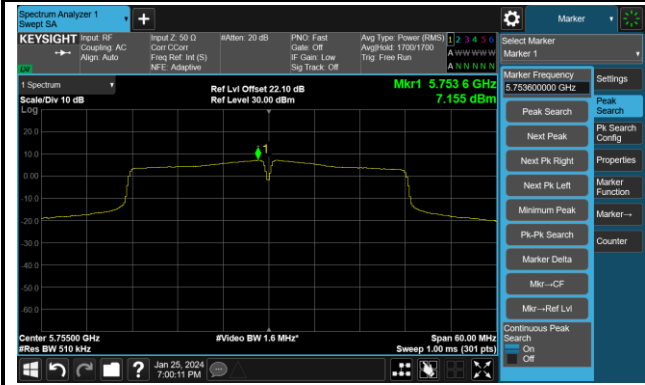 Spectrum Analyzer 1
Swept SA
+
Marker
KEYSIGHT
Input: RF
Coupling: AC
Align: Auto
Input Z: 50 Ω
Corr CCorr
Freq Ref: Int (S)
NFE: Adaptive
#Atten: 20 dB
PNO: Fast
Gate: Off
IF Gain: Low
Sig Track: Off
Avg Type: Power (RMS)
Avg|Hold: 1700/1700
Trig: Free Run
1 2 3 4 5 6
A W W W W W
A N N N N N
Select Marker
Marker 1
1 Spectrum
Scale/Div 10 dB
Log
Ref Lvl Offset 22.10 dB
Ref Level 30.00 dBm
Mkr1 5.753 6 GHz
7.155 dBm
20.0
10.0
0.00
-10.0
-20.0
-30.0
-40.0
-50.0
-60.0
1
Center 5.75500 GHz
#Res BW 510 kHz
#Video BW 1.6 MHz*
Span 60.00 MHz
Sweep 1.00 ms (301 pts)
Marker Frequency
5.753600000 GHz
Peak Search
Next Peak
Next Pk Right
Next Pk Left
Minimum Peak
Pk-Pk Search
Marker Delta
Mkr→CF
Mkr→Ref Lvl
Continuous Peak
Search
On
Off
Settings
Peak
Search
Pk Search
Config
Properties
Marker
Function
Marker→
Counter
?
Jan 25, 2024
7:00:11 PM